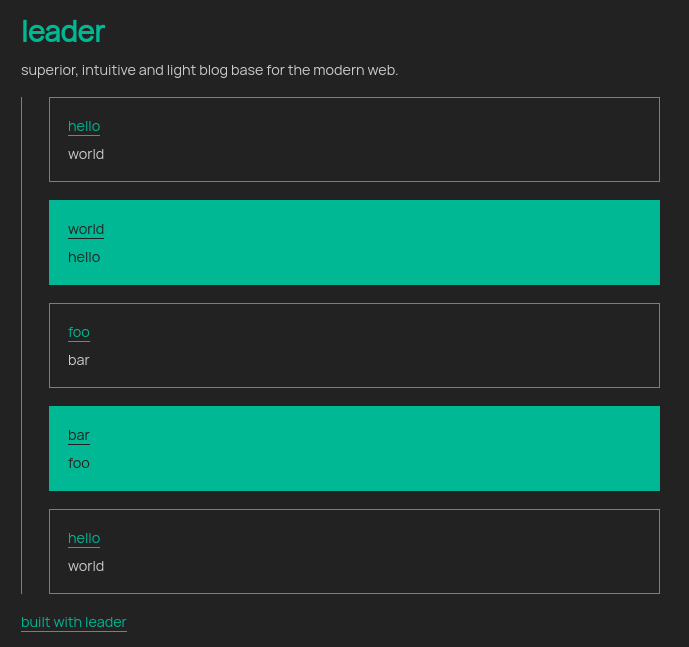 leader
superior, intuitive and light blog base for the modern web.
hello
world
world
hello
foo
bar
bar
foo
hello
world
built with leader